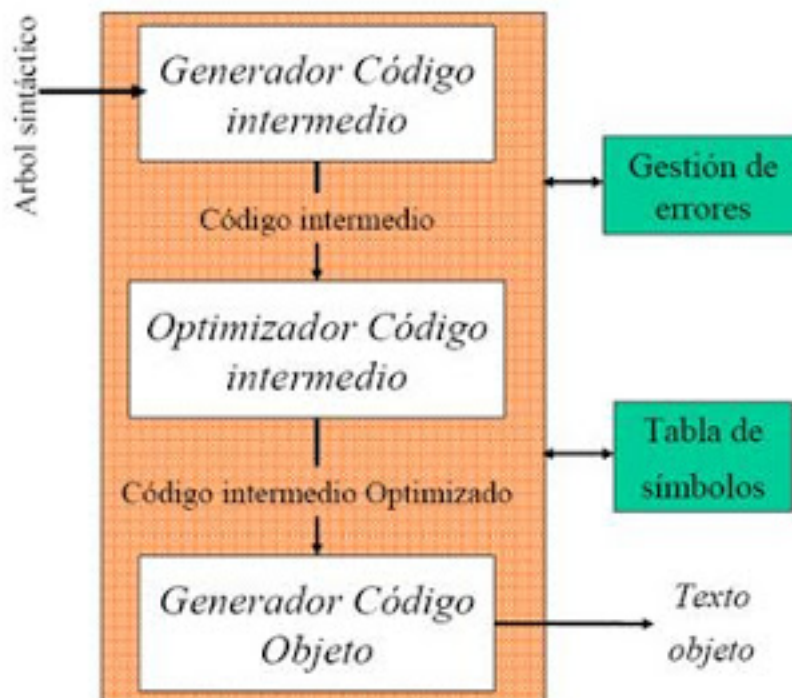 Arbol sintáctico
Generador Código
intermedio
Código intermedio
Optimizador Código
intermedio
Código intermedio Optimizado
Generador Código
Objeto
Gestión de
errores
Tabla de
símbolos
Texto
objeto